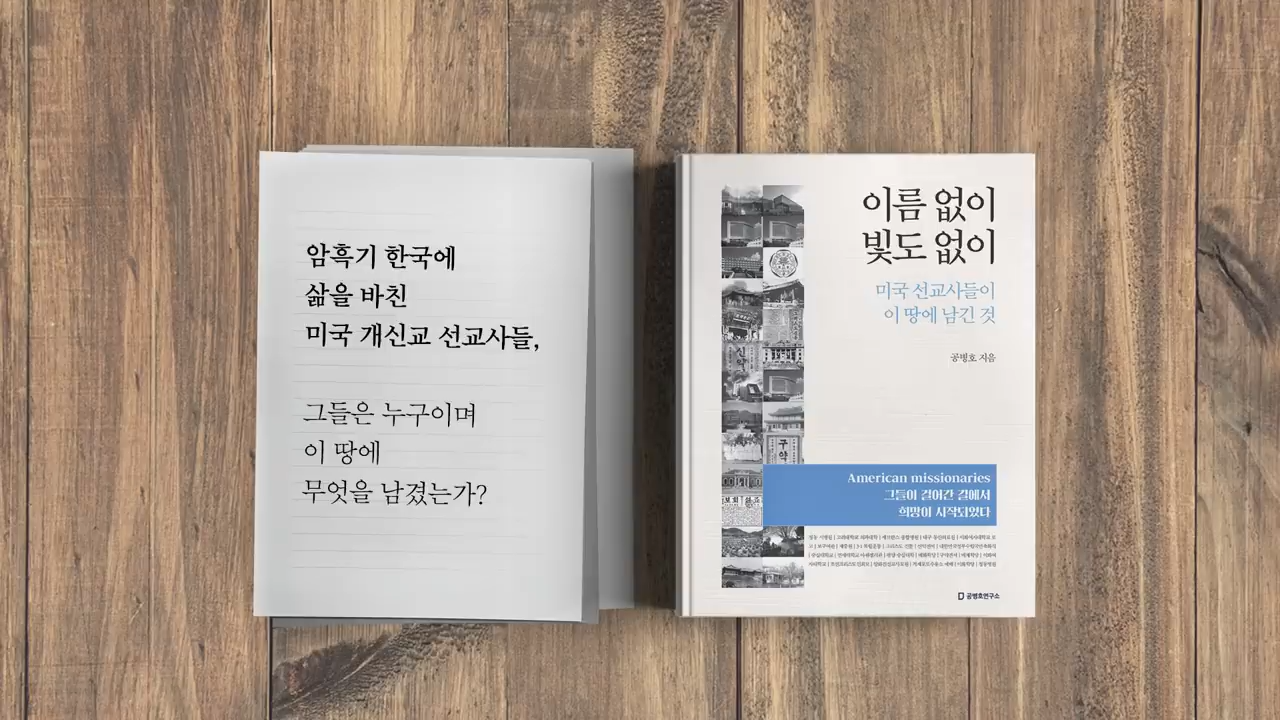 암흑기 한국에
삶을 바친
미국 개신교 선교사들,
그들은 누구이며
이 땅에
무엇을 남겼는가?
이름 없이
빛도 없이
미국 선교사들이
이 땅에 남긴 것
공병호 지음
신약
구약
American missionaries
그들이 걸어간 길에서
희망이 시작되었다
공병호연구소